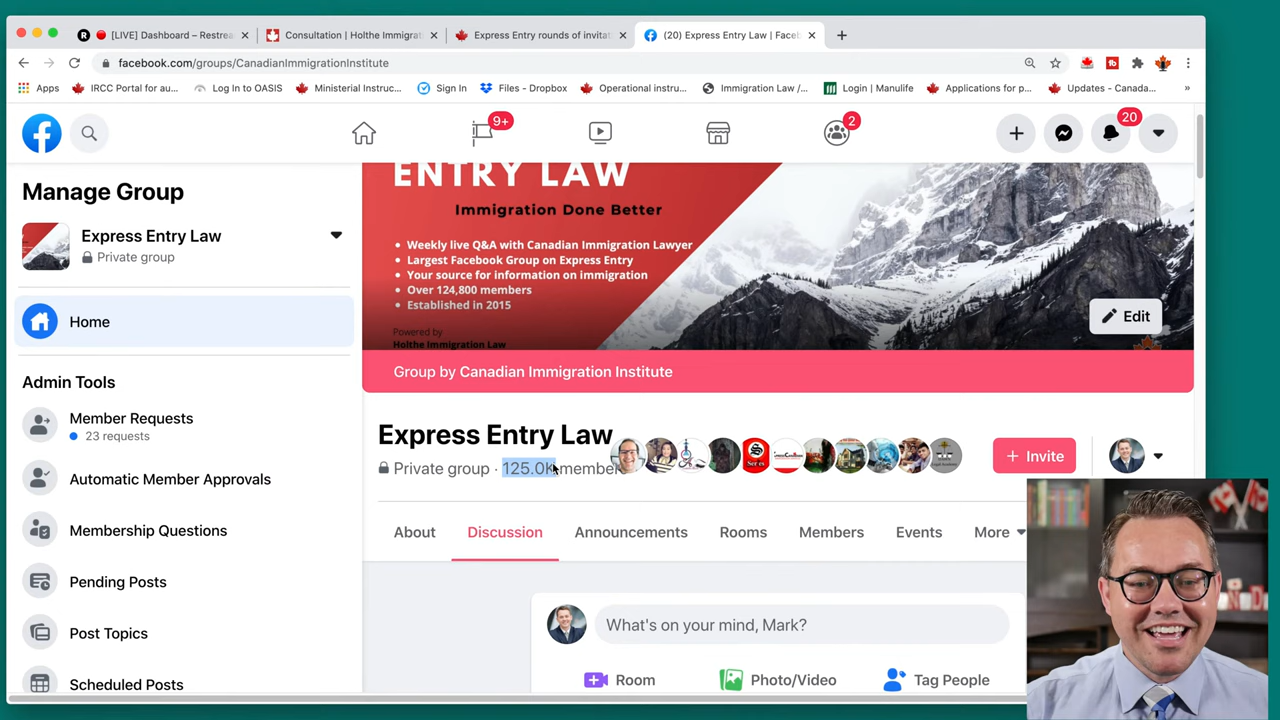 [LIVE] Dashboard – Restrea
Consultation | Holthe Immigrat
Express Entry rounds of invitat
(20) Express Entry Law | Faceb
facebook.com/groups/CanadianImmigrationInstitute
Apps
IRCC Portal for au...
Log In to OASIS
Ministerial Instruc...
Sign In
Files - Dropbox
Operational instru...
Immigration Law /...
Login | Manulife
Applications for p...
Updates - Canada...
»
9+
2
20
Manage Group
Express Entry Law
Private group
Home
Admin Tools
Member Requests
23 requests
Automatic Member Approvals
Membership Questions
Pending Posts
Post Topics
Scheduled Posts
ENTRY LAW
Immigration Done Better
• Weekly live Q&A with Canadian Immigration Lawyer
• Largest Facebook Group on Express Entry
• Your source for information on immigration
• Over 124,800 members
• Established in 2015
Powered by
Holthe Immigration Law
Edit
Group by Canadian Immigration Institute
Express Entry Law
Private group · 125.0K member
+ Invite
About
Discussion
Announcements
Rooms
Members
Events
More
What's on your mind, Mark?
Room
Photo/Video
Tag People